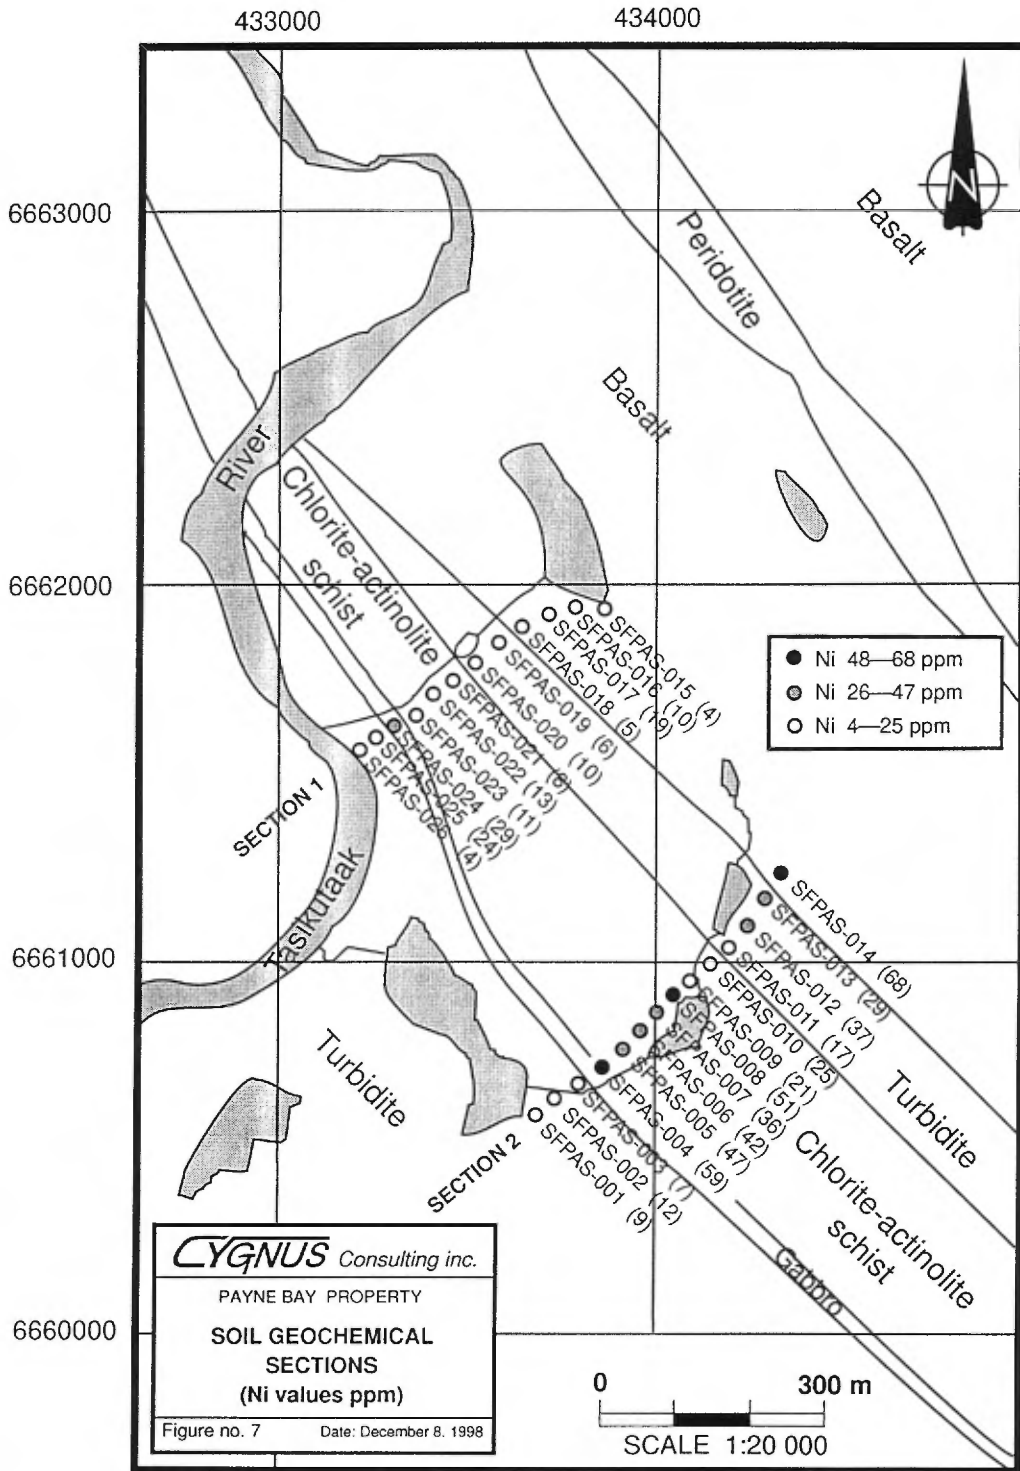 433000
434000
6663000
6662000
6661000
6660000
N
Basalt
Peridotite
Basalt
River
Chlorite-actinolite
schist
Ni 48—68 ppm
Ni 26—47 ppm
Ni 4—25 ppm
SFPAS-015 (4)
SFPAS-016 (10)
SFPAS-017 (19)
SFPAS-018 (5)
SFPAS-019 (6)
SFPAS-020 (10)
SFPAS-021 (6)
SFPAS-022 (13)
SFPAS-023 (11)
SFPAS-024 (29)
SFPAS-025 (24)
SFPAS-026 (4)
SECTION 1
Tasikutaak
SFPAS-014 (68)
SFPAS-013 (29)
SFPAS-012 (37)
SFPAS-011 (17)
SFPAS-010 (25)
SFPAS-009 (21)
SFPAS-008 (51)
SFPAS-007 (36)
SFPAS-006 (42)
SFPAS-005 (47)
SFPAS-004 (59)
SFPAS-003 (7)
SFPAS-002 (12)
SFPAS-001 (9)
SECTION 2
Turbidite
Turbidite
Chlorite-actinolite
schist
Gabbro
CYGNUS Consulting inc.
PAYNE BAY PROPERTY
SOIL GEOCHEMICAL
SECTIONS
(Ni values ppm)
Figure no. 7 Date: December 8. 1998
0 300 m
SCALE 1:20 000